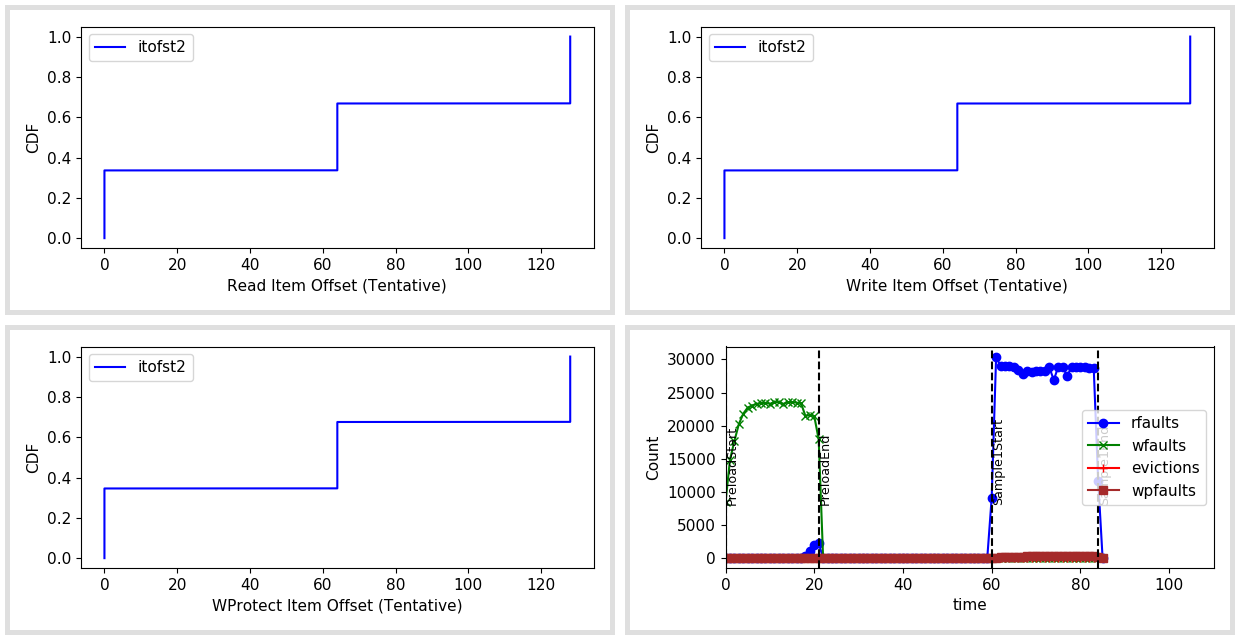 1.0
0.8
0.6
0.4
0.2
0.0
CDF
itofst2
0 20 40 60 80 100 120
Read Item Offset (Tentative)
1.0
0.8
0.6
0.4
0.2
0.0
CDF
itofst2
0 20 40 60 80 100 120
Write Item Offset (Tentative)
1.0
0.8
0.6
0.4
0.2
0.0
CDF
itofst2
0 20 40 60 80 100 120
WProtect Item Offset (Tentative)
30000
25000
20000
15000
10000
5000
0
Count
PreloadStart
PreloadEnd
Sample1Start
rfaults
wfaults
evictions
wpfaults
0 20 40 60 80 100
time